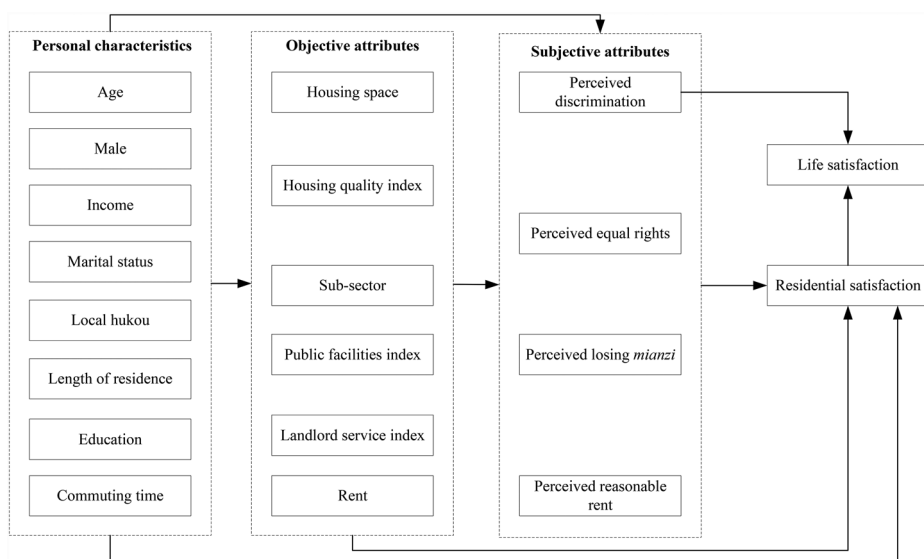 Personal characteristics
Age
Male
Income
Marital status
Local hukou
Length of residence
Education
Commuting time
Objective attributes
Housing space
Housing quality index
Sub-sector
Public facilities index
Landlord service index
Rent
Subjective attributes
Perceived
discrimination
Perceived equal rights
Perceived losing mianzi
Perceived reasonable
rent
Life satisfaction
Residential satisfaction